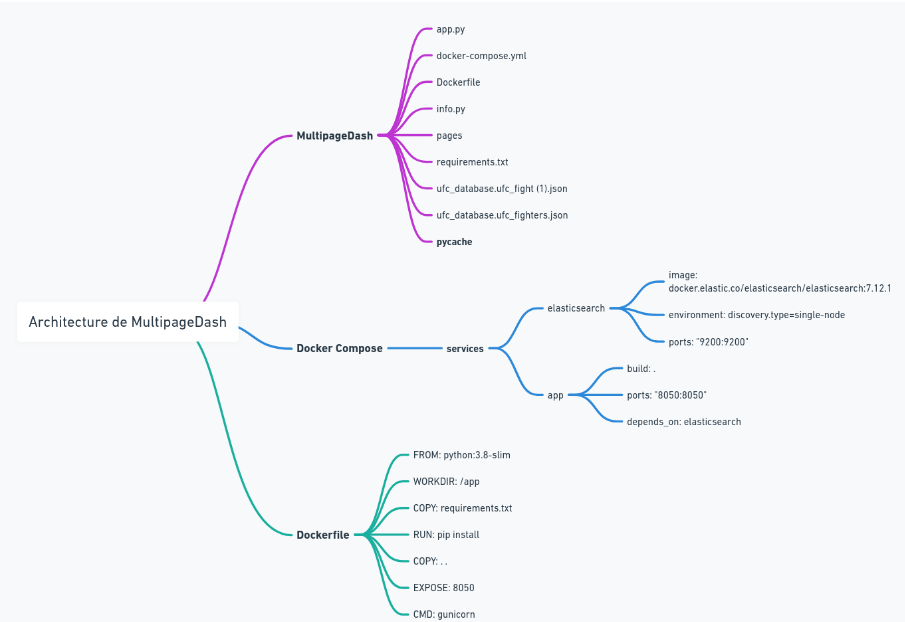 Architecture de MultipageDash
MultipageDash
app.py
docker-compose.yml
Dockerfile
info.py
pages
requirements.txt
ufc_database.ufc_fight (1).json
ufc_database.ufc_fighters.json
pycache
Docker Compose
services
elasticsearch
image:
docker.elastic.co/elasticsearch/elasticsearch:7.12.1
environment: discovery.type=single-node
ports: "9200:9200"
app
build: .
ports: "8050:8050"
depends_on: elasticsearch
Dockerfile
FROM: python:3.8-slim
WORKDIR: /app
COPY: requirements.txt
RUN: pip install
COPY: . .
EXPOSE: 8050
CMD: gunicorn